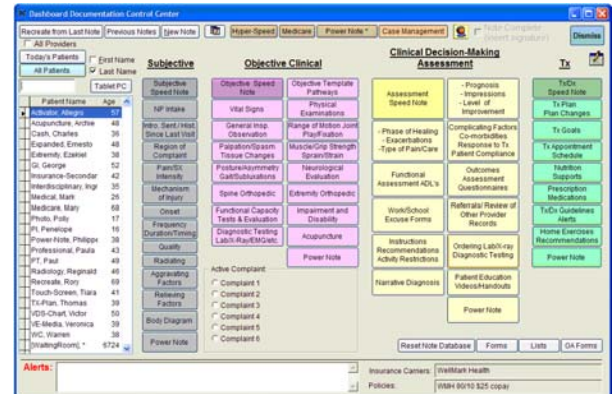 Dashboard Documentation Control Center
Recreate from Last Note
Previous Notes
New Note
Hyper-Speed
Medicare
Power Note *
Case Management
Note Complete
(insert signature)
Dismiss
All Providers
Today's Patients
All Patients
First Name
Last Name
Tablet PC
Patient Name Age
Activator, Allegra 57
Acupuncture, Archie 48
Cash, Charles 36
Expanded, Ernesto 48
Extremity, Ezekiel 38
GI, George 52
Insurance-Secondar 42
Interdisciplinary, Ingr 35
Medical, Marti 26
Medicare, Mary 68
Photo, Polly 17
PI, Penelope 16
Power-Note, Philippe 38
Professional, Paula 43
PT, Paul 49
Radiology, Reginald 46
Recreate, Rory 69
Touch-Screen, Tiara 41
TX-Plan, Thomas 39
VDS-Chart, Victor 50
VE-Media, Veronica 39
WC, Warren 38
[WaitingRoom], * 6724
Subjective
Subjective
Speed Note
NP Intake
Intro. Sent / Hist.
Since Last Visit
Region of
Complaint
Pain/SX
Intensity
Mechanism
of Injury
Onset
Frequency
Duration/Timing
Quality
Radiating
Aggravating
Factors
Relieving
Factors
Body Diagram
Power Note
Objective Clinical
Objective Speed
Note
Vital Signs
General Insp.
Observation
Palpation/Spasm
Tissue Changes
Posture/Asymmetry
Gait/Subluxations
Spine Orthopedic
Functional Capacity
Tests & Evaluation
Diagnostic Testing
Lab/X-Ray/EMG/etc.
Objective Template
Pathways
Physical
Examinations
Range of Motion Joint
Play/Fixation
Muscle/Grip Strength
Sprain/Strain
Neurological
Evaluation
Extremity Orthopedic
Impairment and
Disability
Acupuncture
Power Note
Active Complaint:
Complaint 1
Complaint 2
Complaint 3
Complaint 4
Complaint 5
Complaint 6
Clinical Decision-Making
Assessment
Assessment
Speed Note
- Phase of Healing
- Exacerbations
-Type of Pain/Care
Functional
Assessment ADL's
Work/School
Excuse Forms
Instructions
Recommendations
Activity Restrictions
Narrative Diagnosis
- Prognosis
- Impressions
- Level of
Improvement
Complicating Factors
Co-morbidities
Response to Tx
Patient Compliance
Outcomes
Assessment
Questionnaires
Referrals/ Review of
Other Provider
Records
Ordering Lab/X-ray
Diagnostic Testing
Patient Education
Videos/Handouts
Power Note
Tx
Tx/Dx
Speed Note
Tx Plan
Plan Changes
Tx Goals
Tx Appointment
Schedule
Nutrition
Supports
Prescription
Medications
Tx/Dx Guidelines
Alerts
Home Exercises
Recommendations
Power Note
Reset Note Database
Forms
Lists
OA Forms
Alerts:
Insurance Carriers: WellMark Health
Policies: WMH 80/10 $25 copay